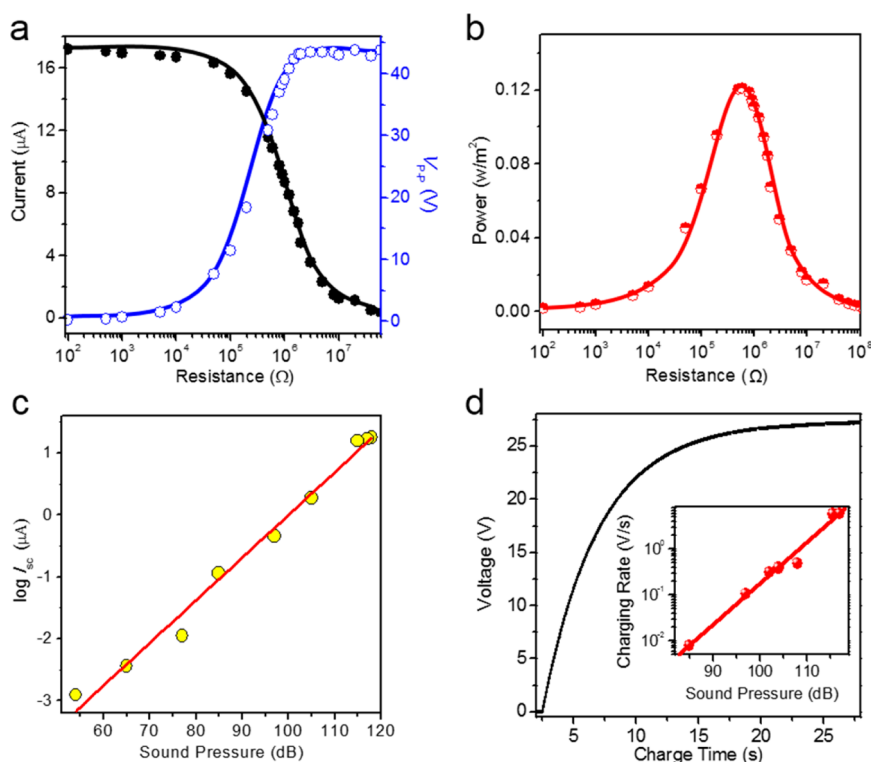 a
16
12
8
4
0
Current (μA)
40
30
20
10
0
V_P-P (V)
10^2 10^3 10^4 10^5 10^6 10^7
Resistance (Ω)
b
0.12
0.08
0.04
0.00
Power (w/m^2)
10^2 10^3 10^4 10^5 10^6 10^7 10^8
Resistance (Ω)
c
1
0
-1
-2
-3
log I_sc (μA)
60 70 80 90 100 110 120
Sound Pressure (dB)
d
25
20
15
10
5
0
Voltage (V)
5 10 15 20 25
Charge Time (s)
10^0
10^-1
10^-2
Charging Rate (V/s)
90 100 110
Sound Pressure (dB)